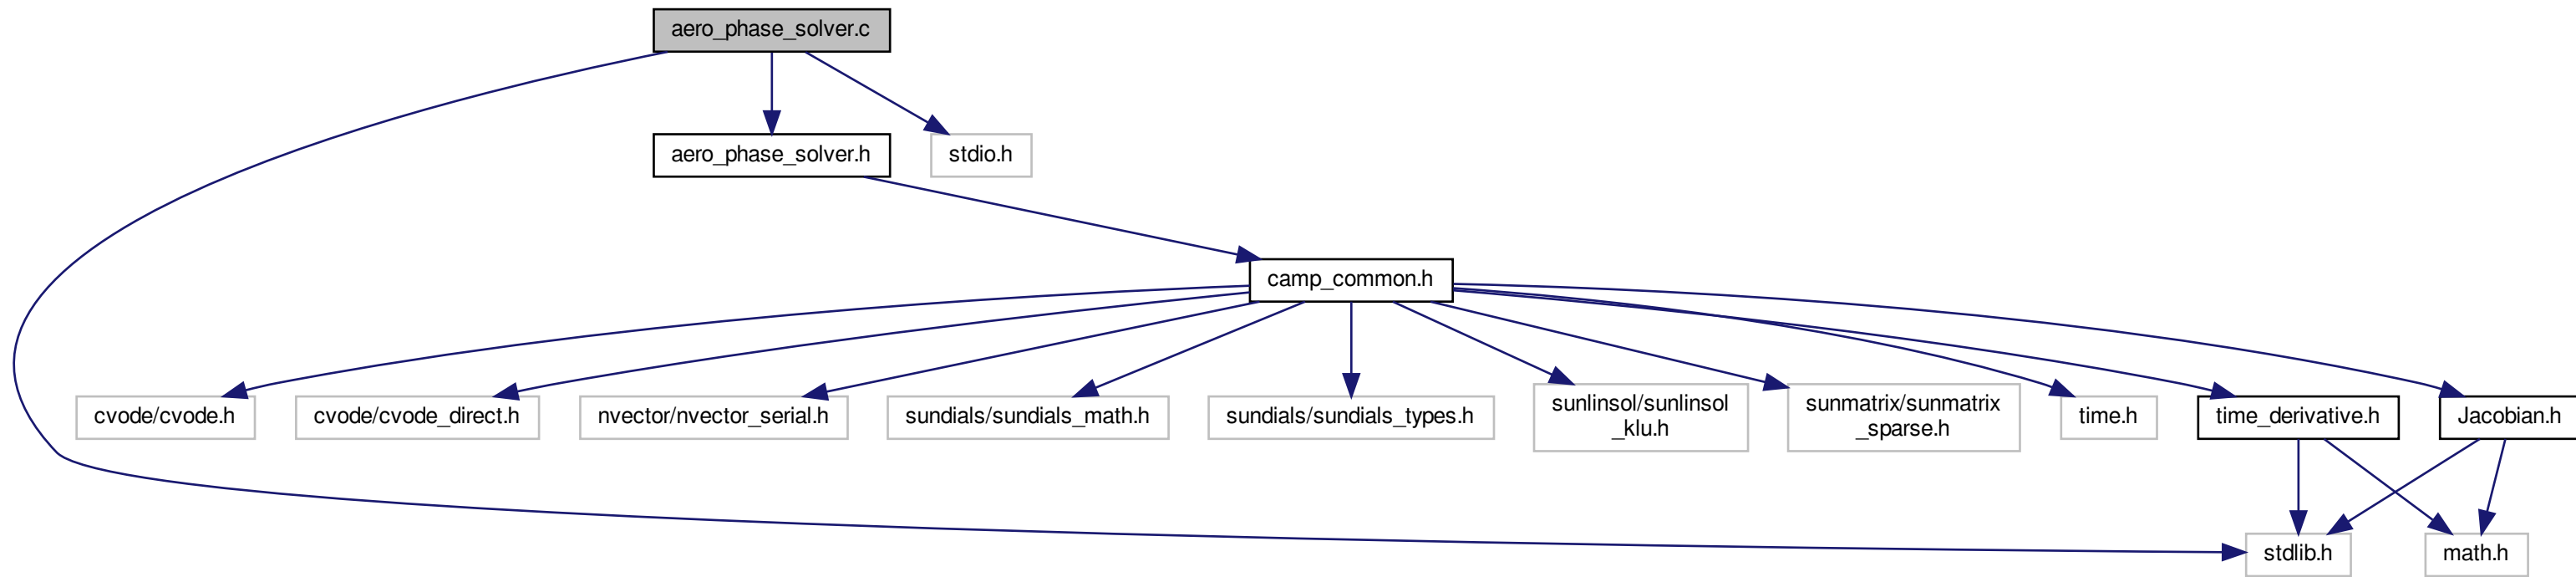 aero_phase_solver.c
aero_phase_solver.h
stdio.h
camp_common.h
cvode/cvode.h
cvode/cvode_direct.h
nvector/nvector_serial.h
sundials/sundials_math.h
sundials/sundials_types.h
sunlinsol/sunlinsol
_klu.h
sunmatrix/sunmatrix
_sparse.h
time.h
time_derivative.h
Jacobian.h
stdlib.h
math.h